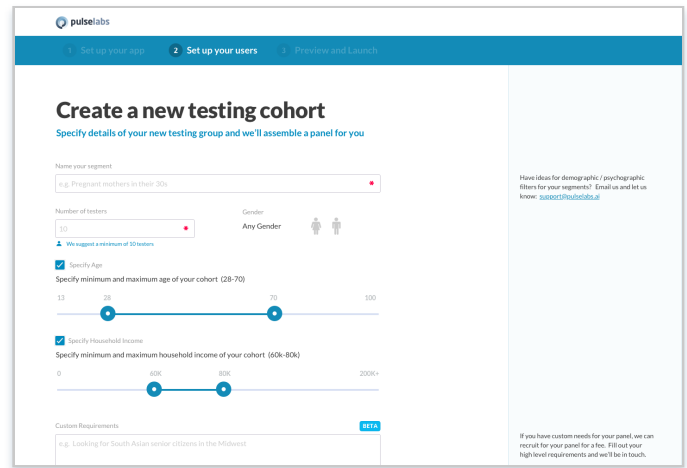 pulselabs
1 Set up your app 2 Set up your users 3 Preview and Launch
Create a new testing cohort
Specify details of your new testing group and we'll assemble a panel for you
Name your segment
e.g. Pregnant mothers in their 30s *
Number of testers
10 *
We suggest a minimum of 10 testers
Gender
Any Gender
Specify Age
Specify minimum and maximum age of your cohort (28-70)
13 28 70 100
Specify Household Income
Specify minimum and maximum household income of your cohort (60k-80k)
0 60K 80K 200K+
Custom Requirements BETA
e.g. Looking for South Asian senior citizens in the Midwest
Have ideas for demographic / psychographic
filters for your segments? Email us and let us
know: support@pulselabs.ai
If you have custom needs for your panel, we can
recruit for your panel for a fee. Fill out your
high level requirements and we'll be in touch.